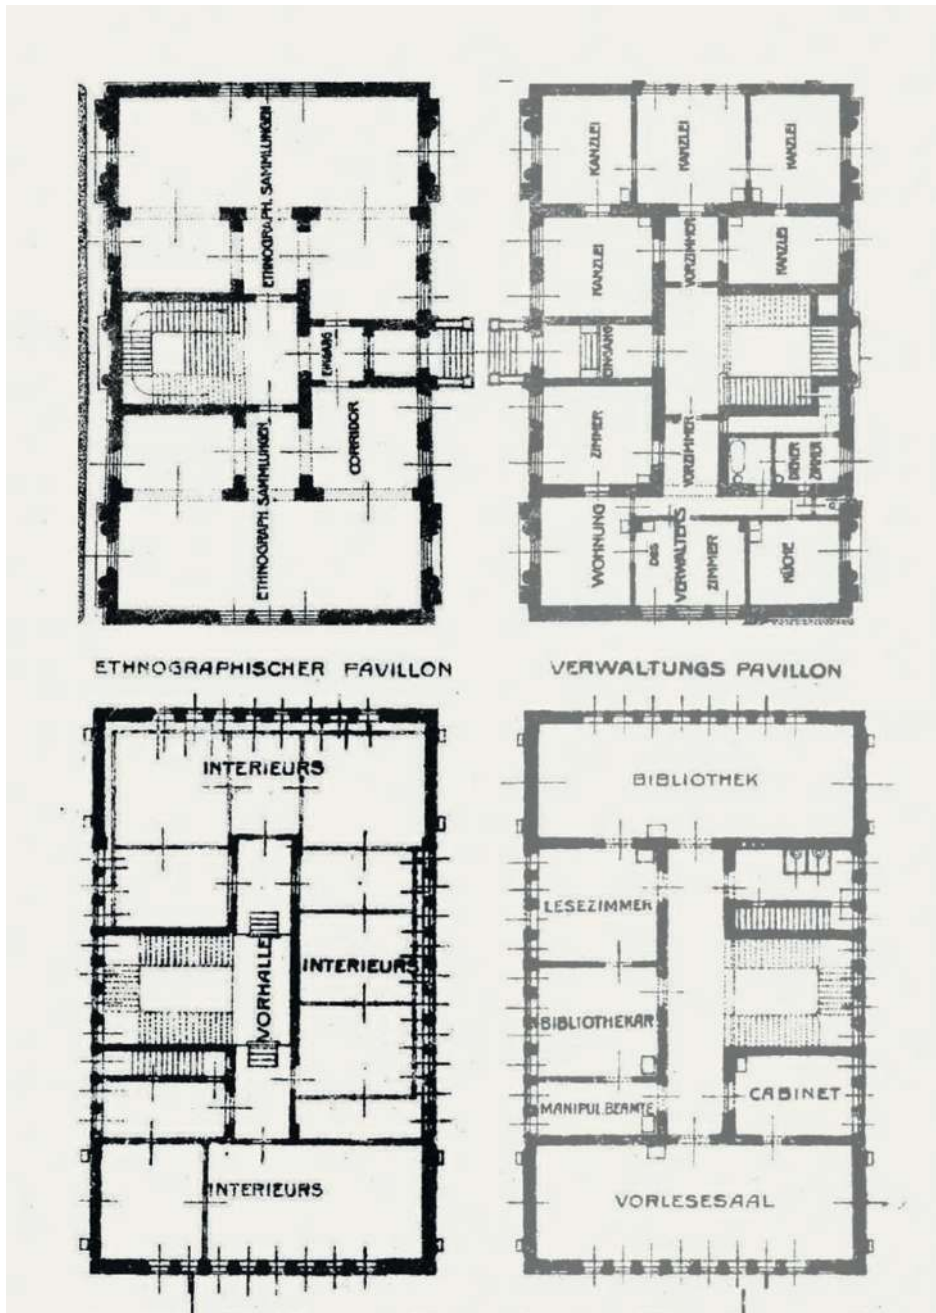 ETHNOGRAPH. SAMMLUNGEN
EINGANG
CORRIDOR
ETHNOGRAPH. SAMMLUNGEN
KANZLEI
KANZLEI
KANZLEI
KANZLEI
VORZIMMER
KANZLEI
EINGANG
ZIMMER
VORZIMMER
DIENER
ZIMMER
WOHNUNG
DES
VERWALTERS
ZIMMER
KÜCHE
ETHNOGRAPHISCHER PAVILLON
VERWALTUNGS PAVILLON
INTERIEURS
VORHALLE
INTERIEURS
INTERIEURS
BIBLIOTHEK
LESEZIMMER
BIBLIOTHEKAR
MANIPUL.BEAMTE
CABINET
VORLESESAAL